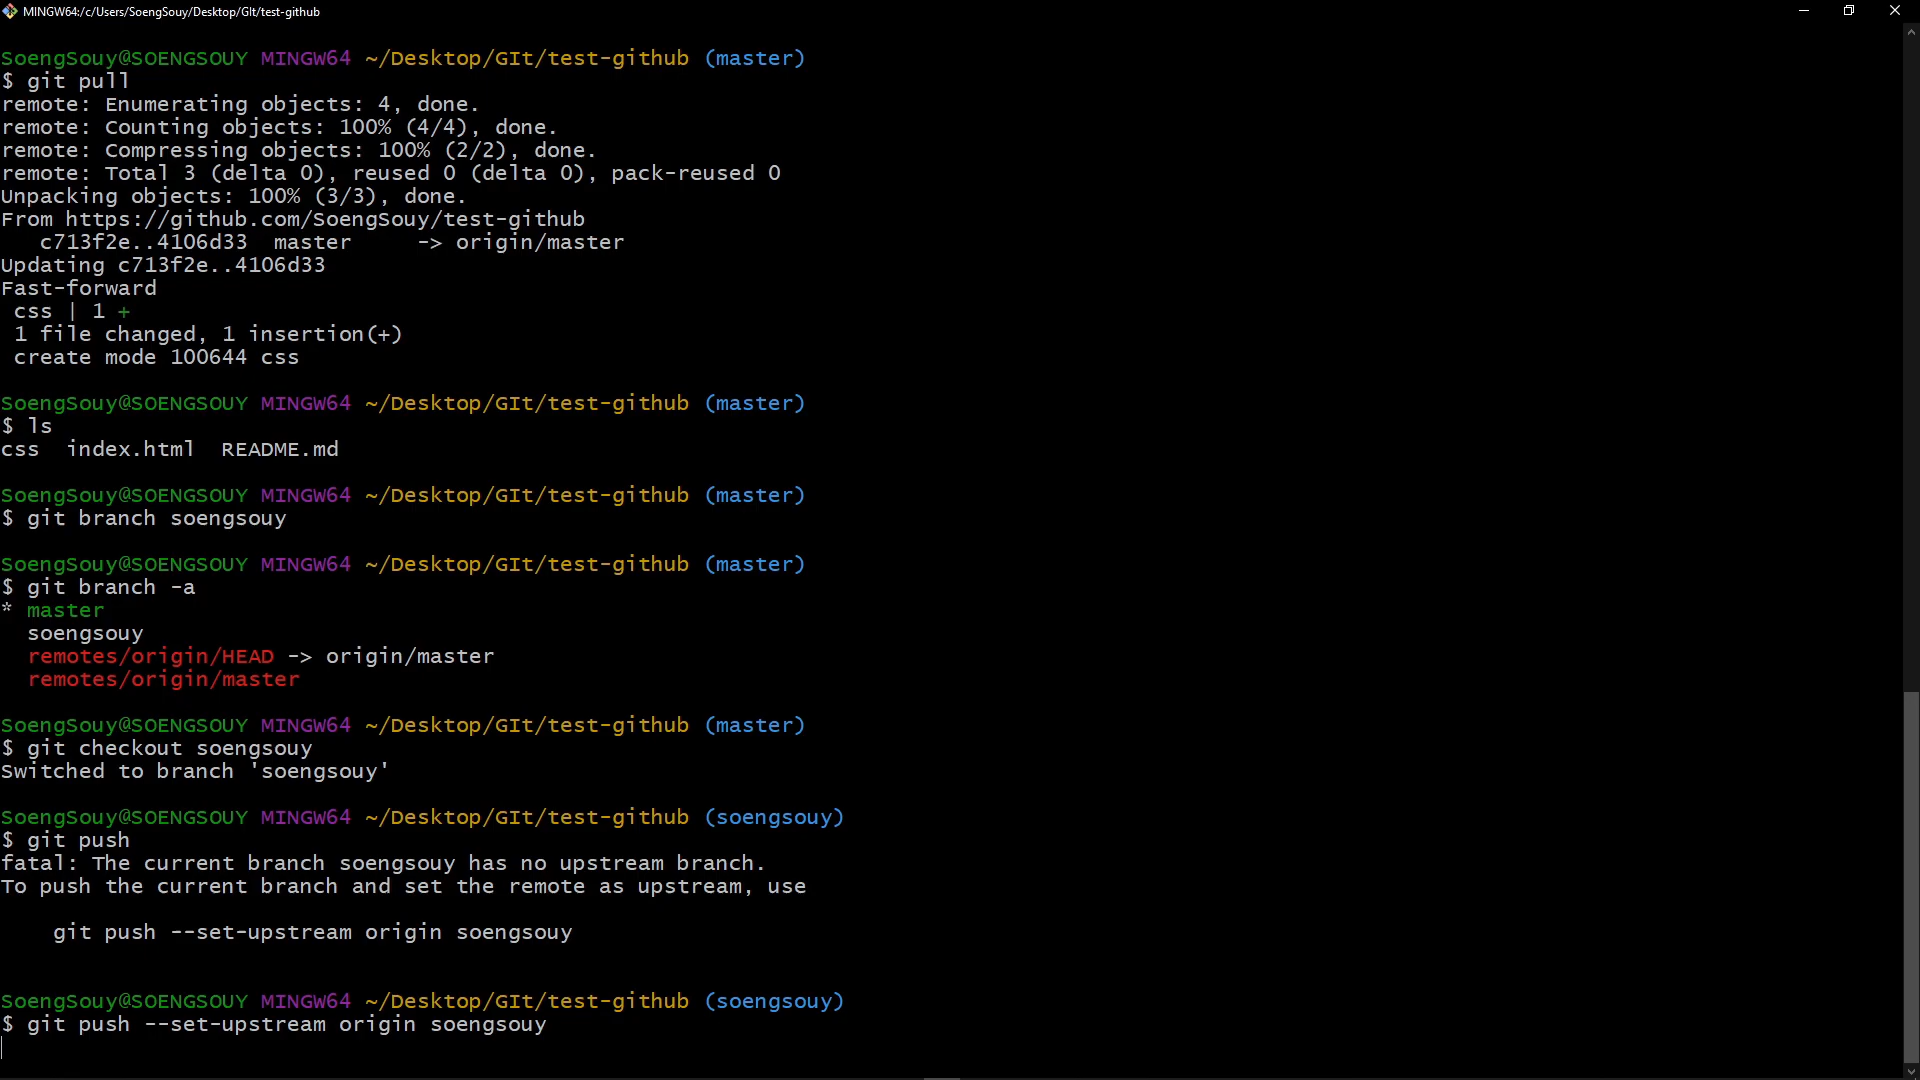 MINGW64:/c/Users/SoengSouy/Desktop/GIt/test-github
SoengSouy@SOENGSOUY MINGW64 ~/Desktop/GIt/test-github (master)
$ git pull
remote: Enumerating objects: 4, done.
remote: Counting objects: 100% (4/4), done.
remote: Compressing objects: 100% (2/2), done.
remote: Total 3 (delta 0), reused 0 (delta 0), pack-reused 0
Unpacking objects: 100% (3/3), done.
From https://github.com/SoengSouy/test-github
   c713f2e..4106d33  master     -> origin/master
Updating c713f2e..4106d33
Fast-forward
 css | 1 +
 1 file changed, 1 insertion(+)
 create mode 100644 css
SoengSouy@SOENGSOUY MINGW64 ~/Desktop/GIt/test-github (master)
$ ls
css  index.html  README.md
SoengSouy@SOENGSOUY MINGW64 ~/Desktop/GIt/test-github (master)
$ git branch soengsouy
SoengSouy@SOENGSOUY MINGW64 ~/Desktop/GIt/test-github (master)
$ git branch -a
* master
  soengsouy
  remotes/origin/HEAD -> origin/master
  remotes/origin/master
SoengSouy@SOENGSOUY MINGW64 ~/Desktop/GIt/test-github (master)
$ git checkout soengsouy
Switched to branch 'soengsouy'
SoengSouy@SOENGSOUY MINGW64 ~/Desktop/GIt/test-github (soengsouy)
$ git push
fatal: The current branch soengsouy has no upstream branch.
To push the current branch and set the remote as upstream, use
    git push --set-upstream origin soengsouy
SoengSouy@SOENGSOUY MINGW64 ~/Desktop/GIt/test-github (soengsouy)
$ git push --set-upstream origin soengsouy